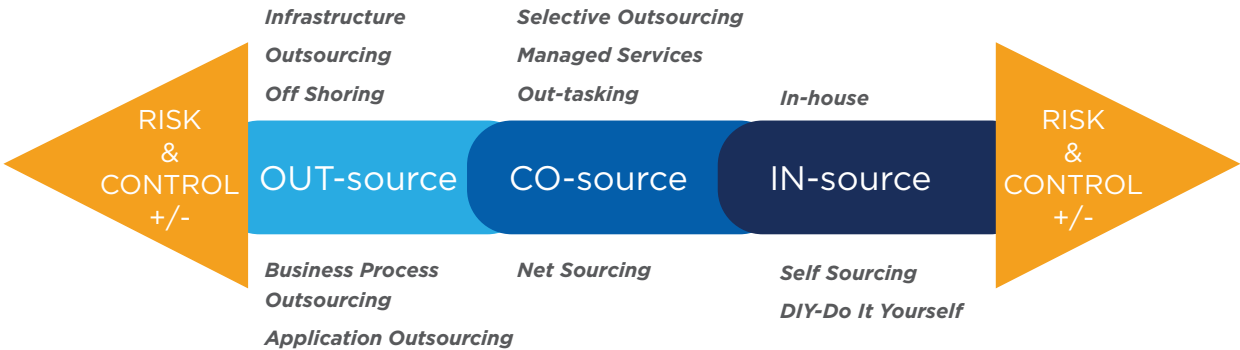 Infrastructure
Outsourcing
Off Shoring
Selective Outsourcing
Managed Services
Out-tasking
In-house
RISK
&
CONTROL
+/-
OUT-source
CO-source
IN-source
RISK
&
CONTROL
+/-
Business Process
Outsourcing
Application Outsourcing
Net Sourcing
Self Sourcing
DIY-Do It Yourself